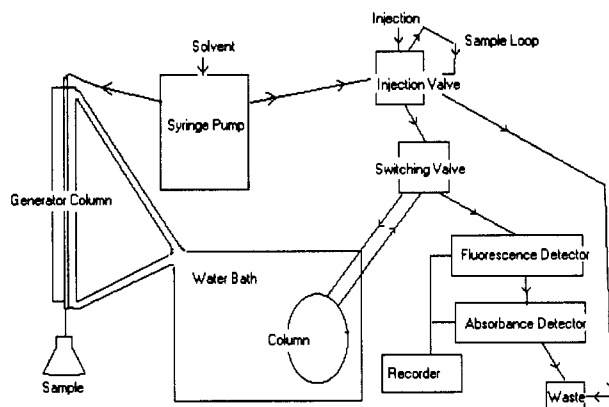 Injection
Solvent
Sample Loop
Injection Valve
Syringe Pump
Switching Valve
Generator Column
Fluorescence Detector
Water Bath
Absorbance Detector
Column
Recorder
Sample
Waste